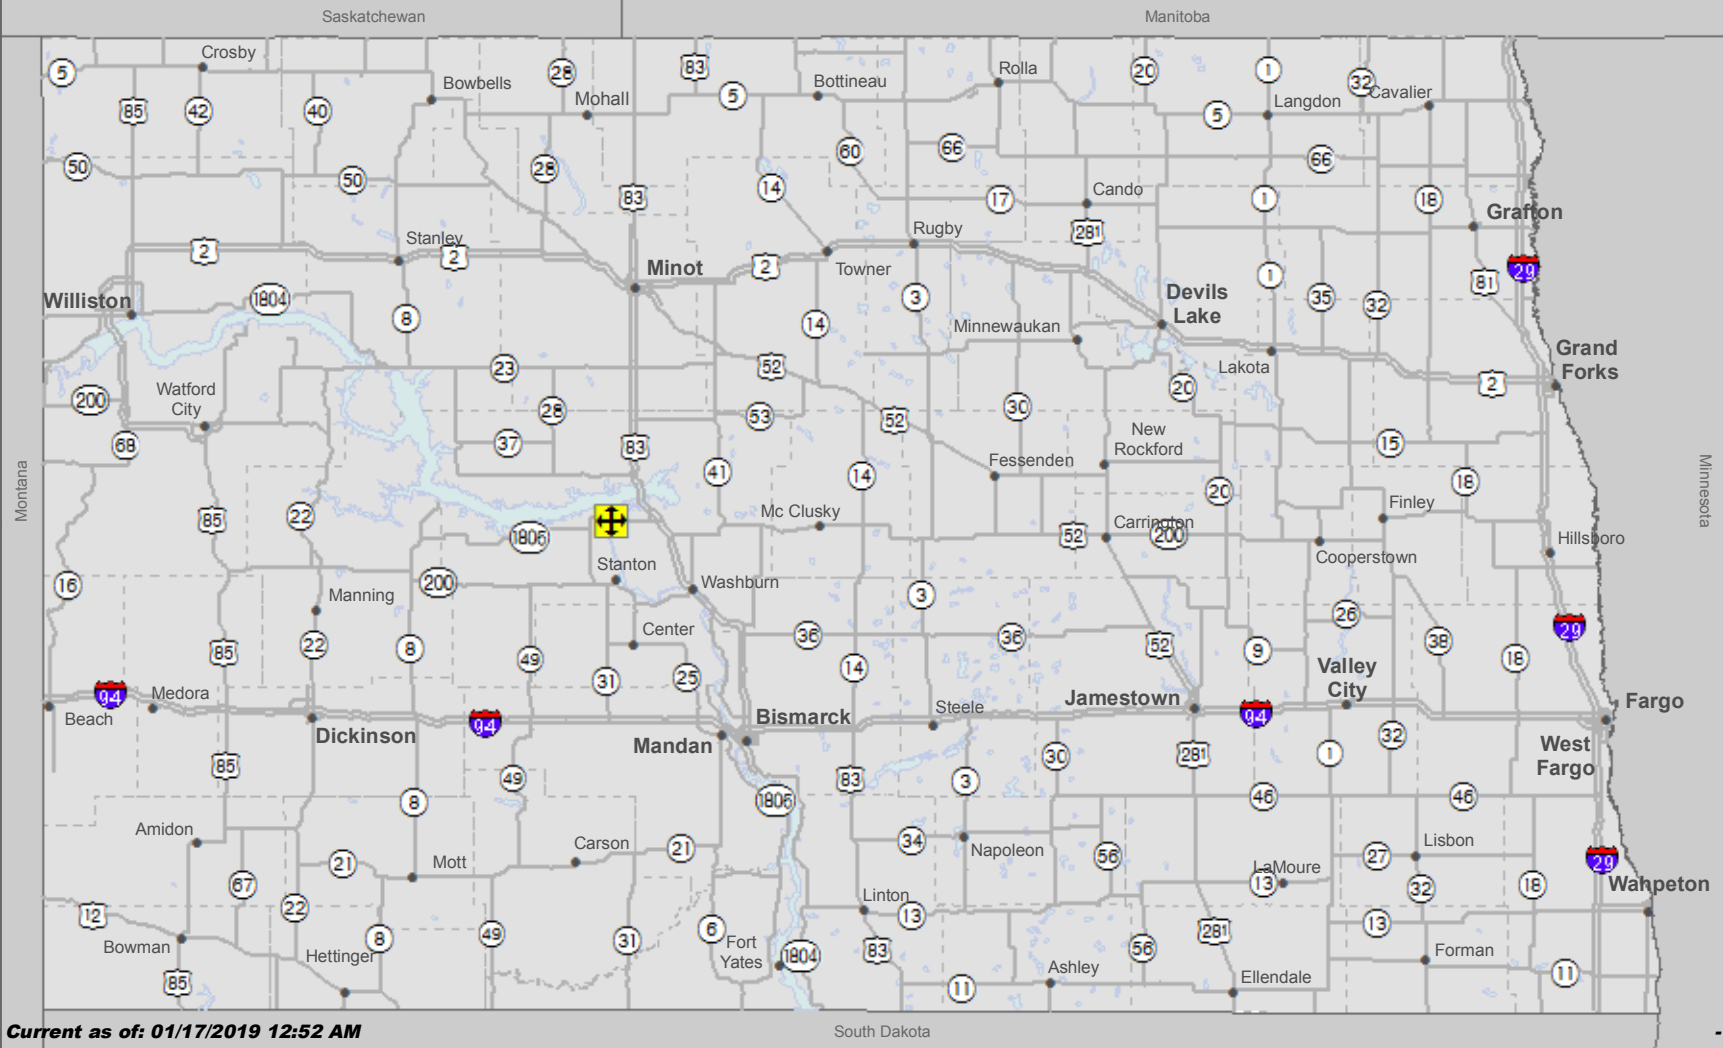 Saskatchewan
Manitoba
Crosby
5
85
42
40
Bowbells
28
Mohall
83
5
Bottineau
Rolla
20
1
32
Cavalier
Langdon
5
50
50
28
83
14
60
66
66
17
Cando
281
1
18
Grafton
2
Stanley
2
Minot
2
Towner
Rugby
3
29
81
Williston
1804
8
14
Minnewaukan
Devils
Lake
1
35
32
Lakota
Grand
Forks
2
200
Watford
City
23
52
20
28
53
52
30
68
37
83
41
14
Fessenden
New
Rockford
15
18
20
Montana
Minnesota
85
22
1806
Mc Clusky
52
Carrington
200
Finley
Cooperstown
Hillsboro
16
Stanton
200
Washburn
Manning
3
26
29
Center
36
36
52
9
38
18
85
22
8
49
31
25
14
Valley
City
94
Medora
Beach
Dickinson
94
Bismarck
Mandan
Steele
Jamestown
94
Fargo
West
Fargo
85
49
83
3
30
281
1
32
8
1806
46
46
Amidon
21
Mott
Carson
21
34
Napoleon
56
LaMoure
13
27
Lisbon
32
18
29
Wahpeton
67
22
12
Bowman
8
Hettinger
49
31
6
Fort
Yates
1804
Linton
13
83
56
281
13
Forman
85
11
Ashley
Ellendale
11
Current as of: 01/17/2019 12:52 AM
South Dakota
-